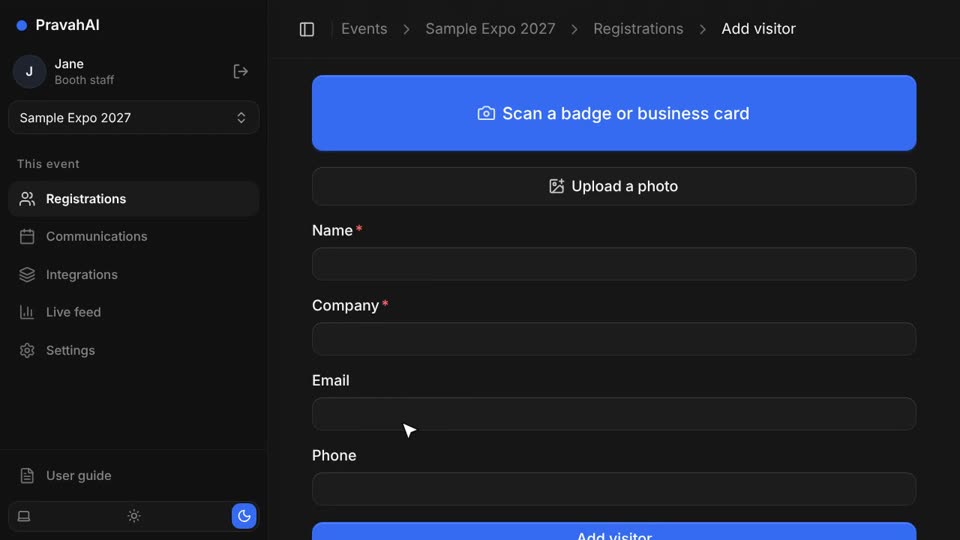 PravahAI
J
Jane
Booth staff
Sample Expo 2027
This event
Registrations
Communications
Integrations
Live feed
Settings
User guide
Events > Sample Expo 2027 > Registrations > Add visitor
Scan a badge or business card
Upload a photo
Name *
Company *
Email
Phone
Add visitor